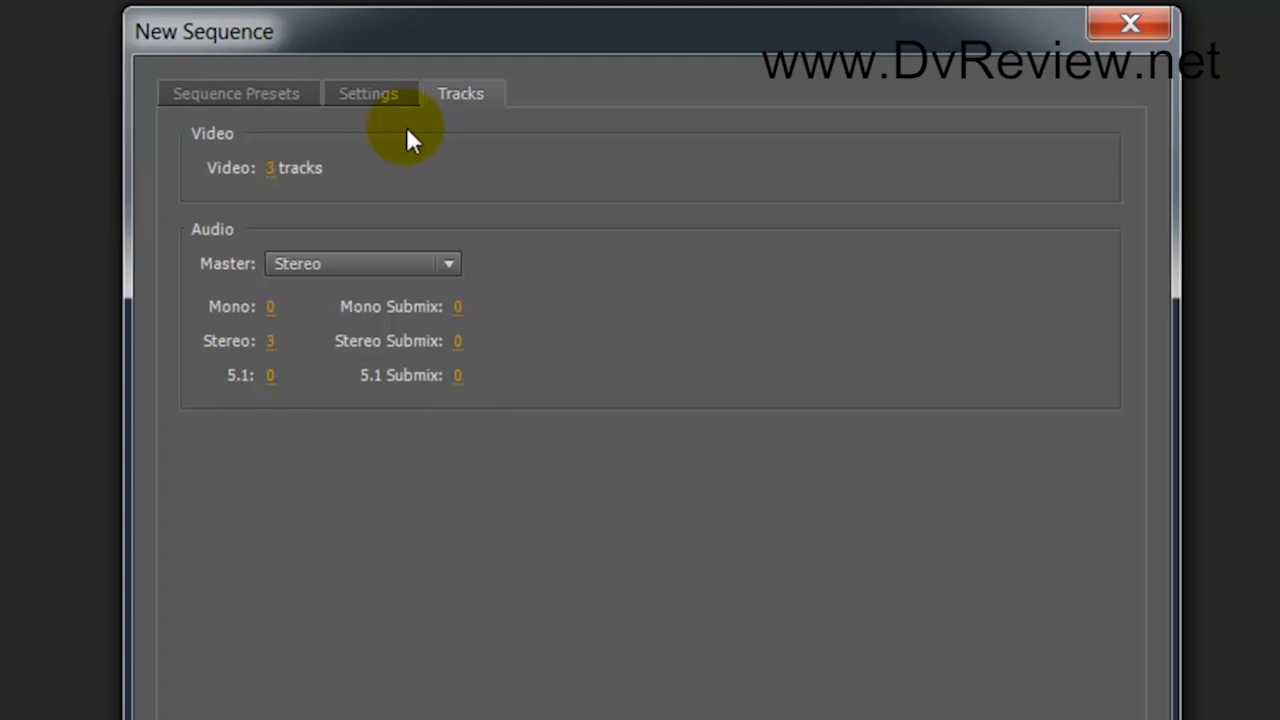 New Sequence
www.DvReview.net
Sequence Presets Settings Tracks
Video
Video: 3 tracks
Audio
Master: Stereo
Mono: 0 Mono Submix: 0
Stereo: 3 Stereo Submix: 0
5.1: 0 5.1 Submix: 0